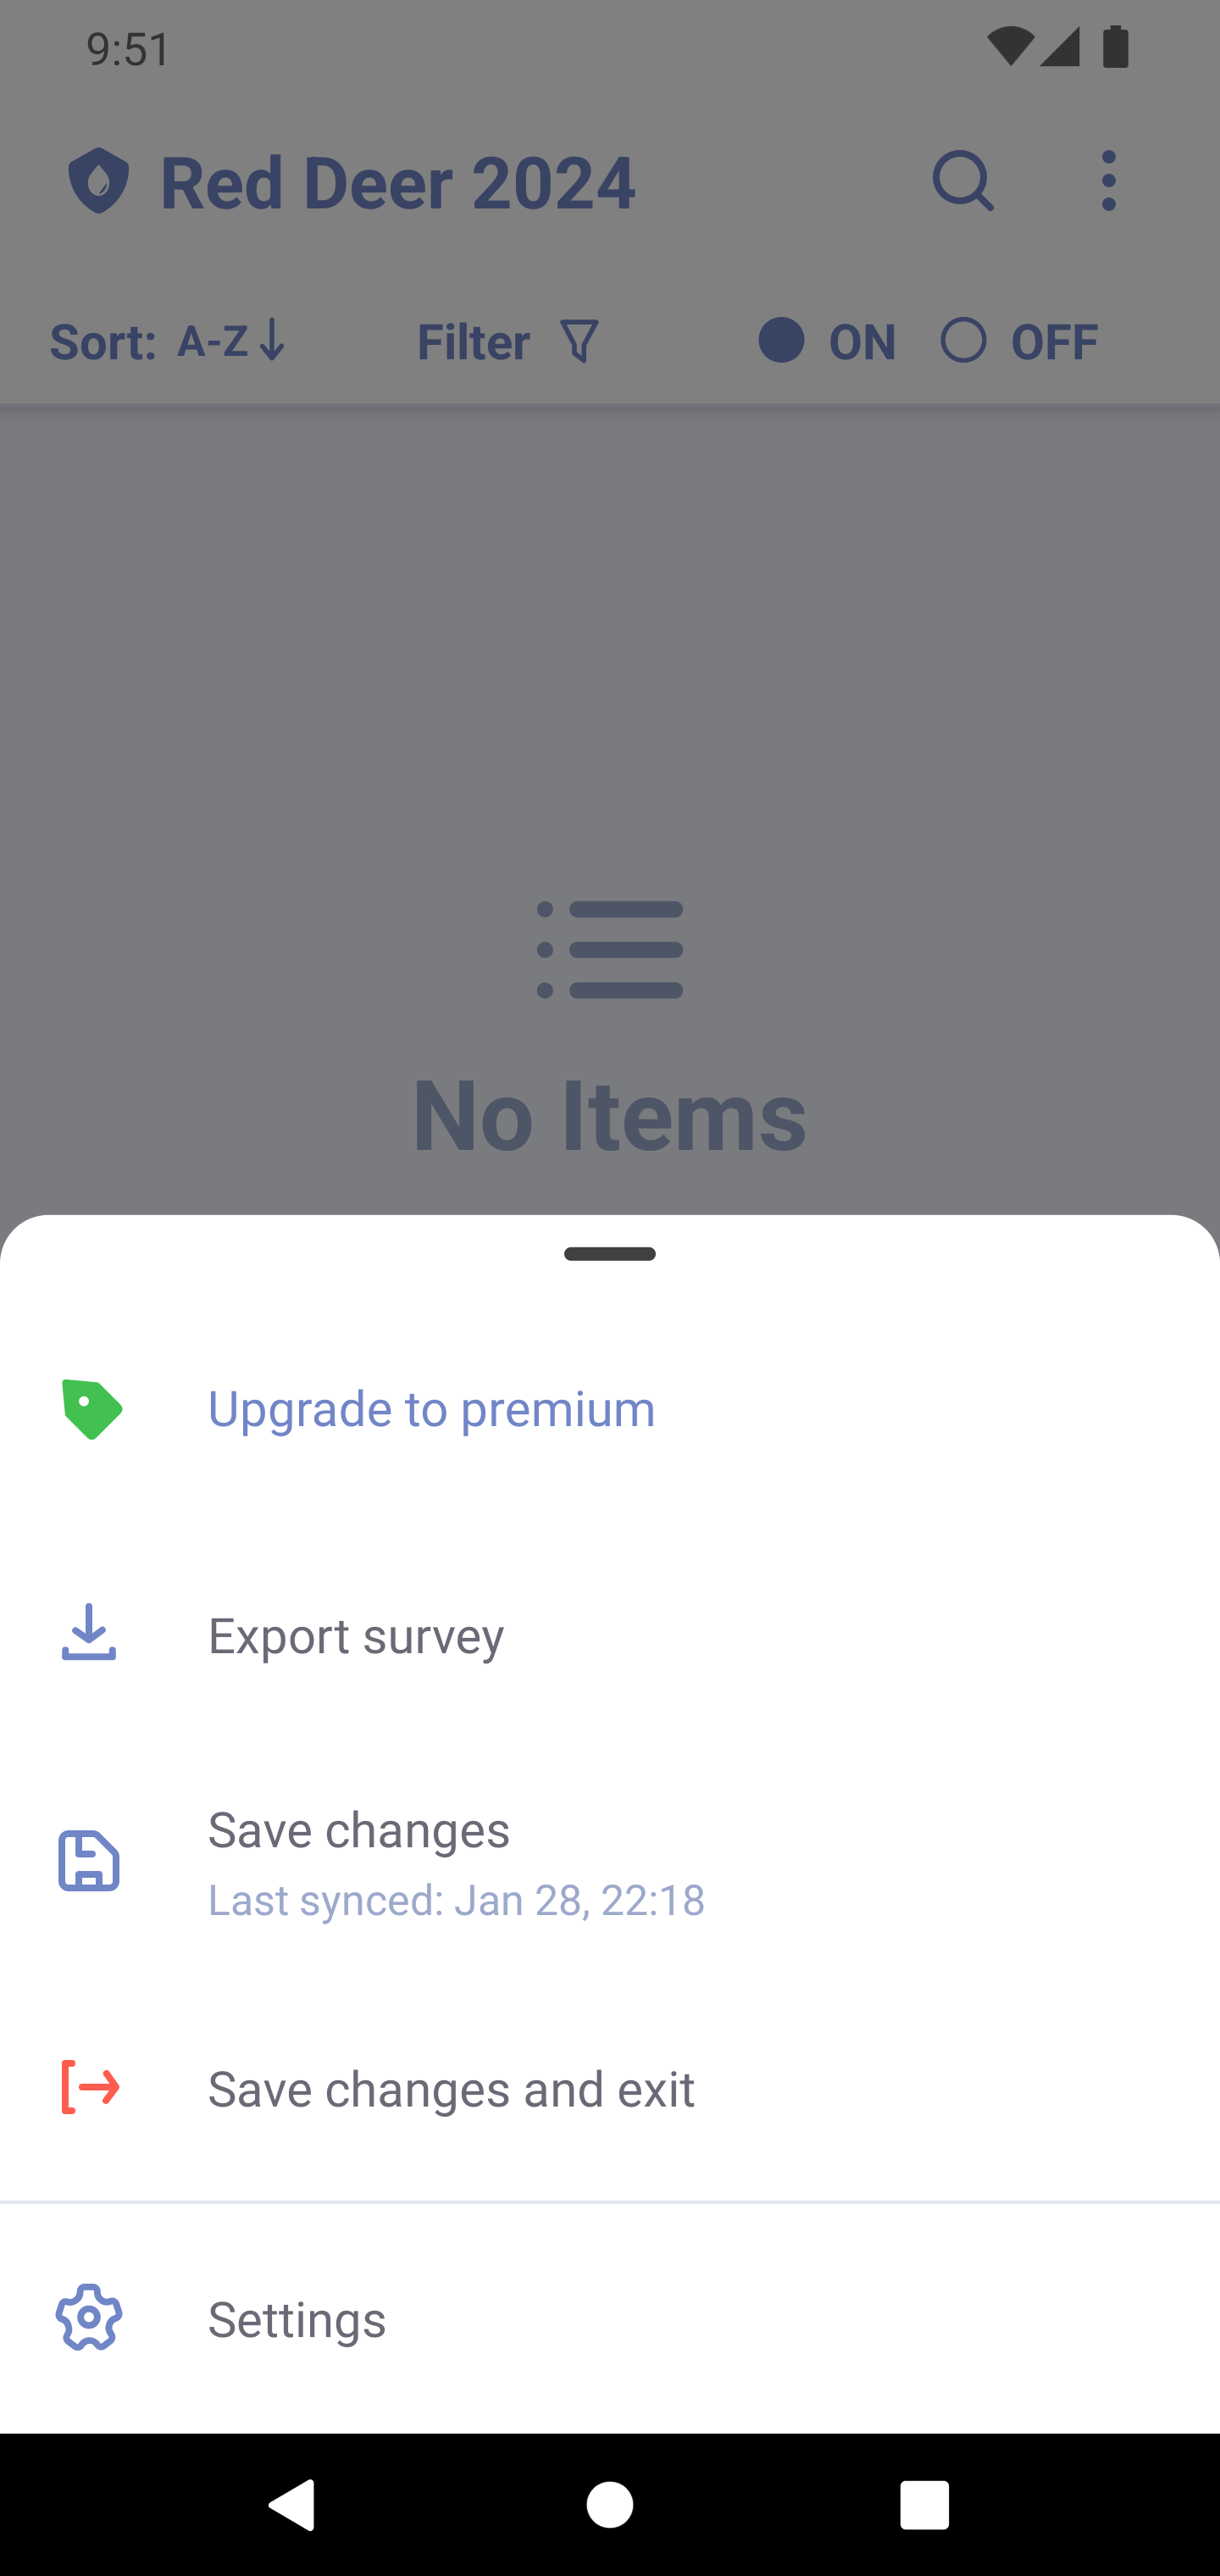 9:51
Red Deer 2024
Sort: A-Z Filter ON OFF
No Items
Upgrade to premium
Export survey
Save changes
Last synced: Jan 28, 22:18
Save changes and exit
Settings